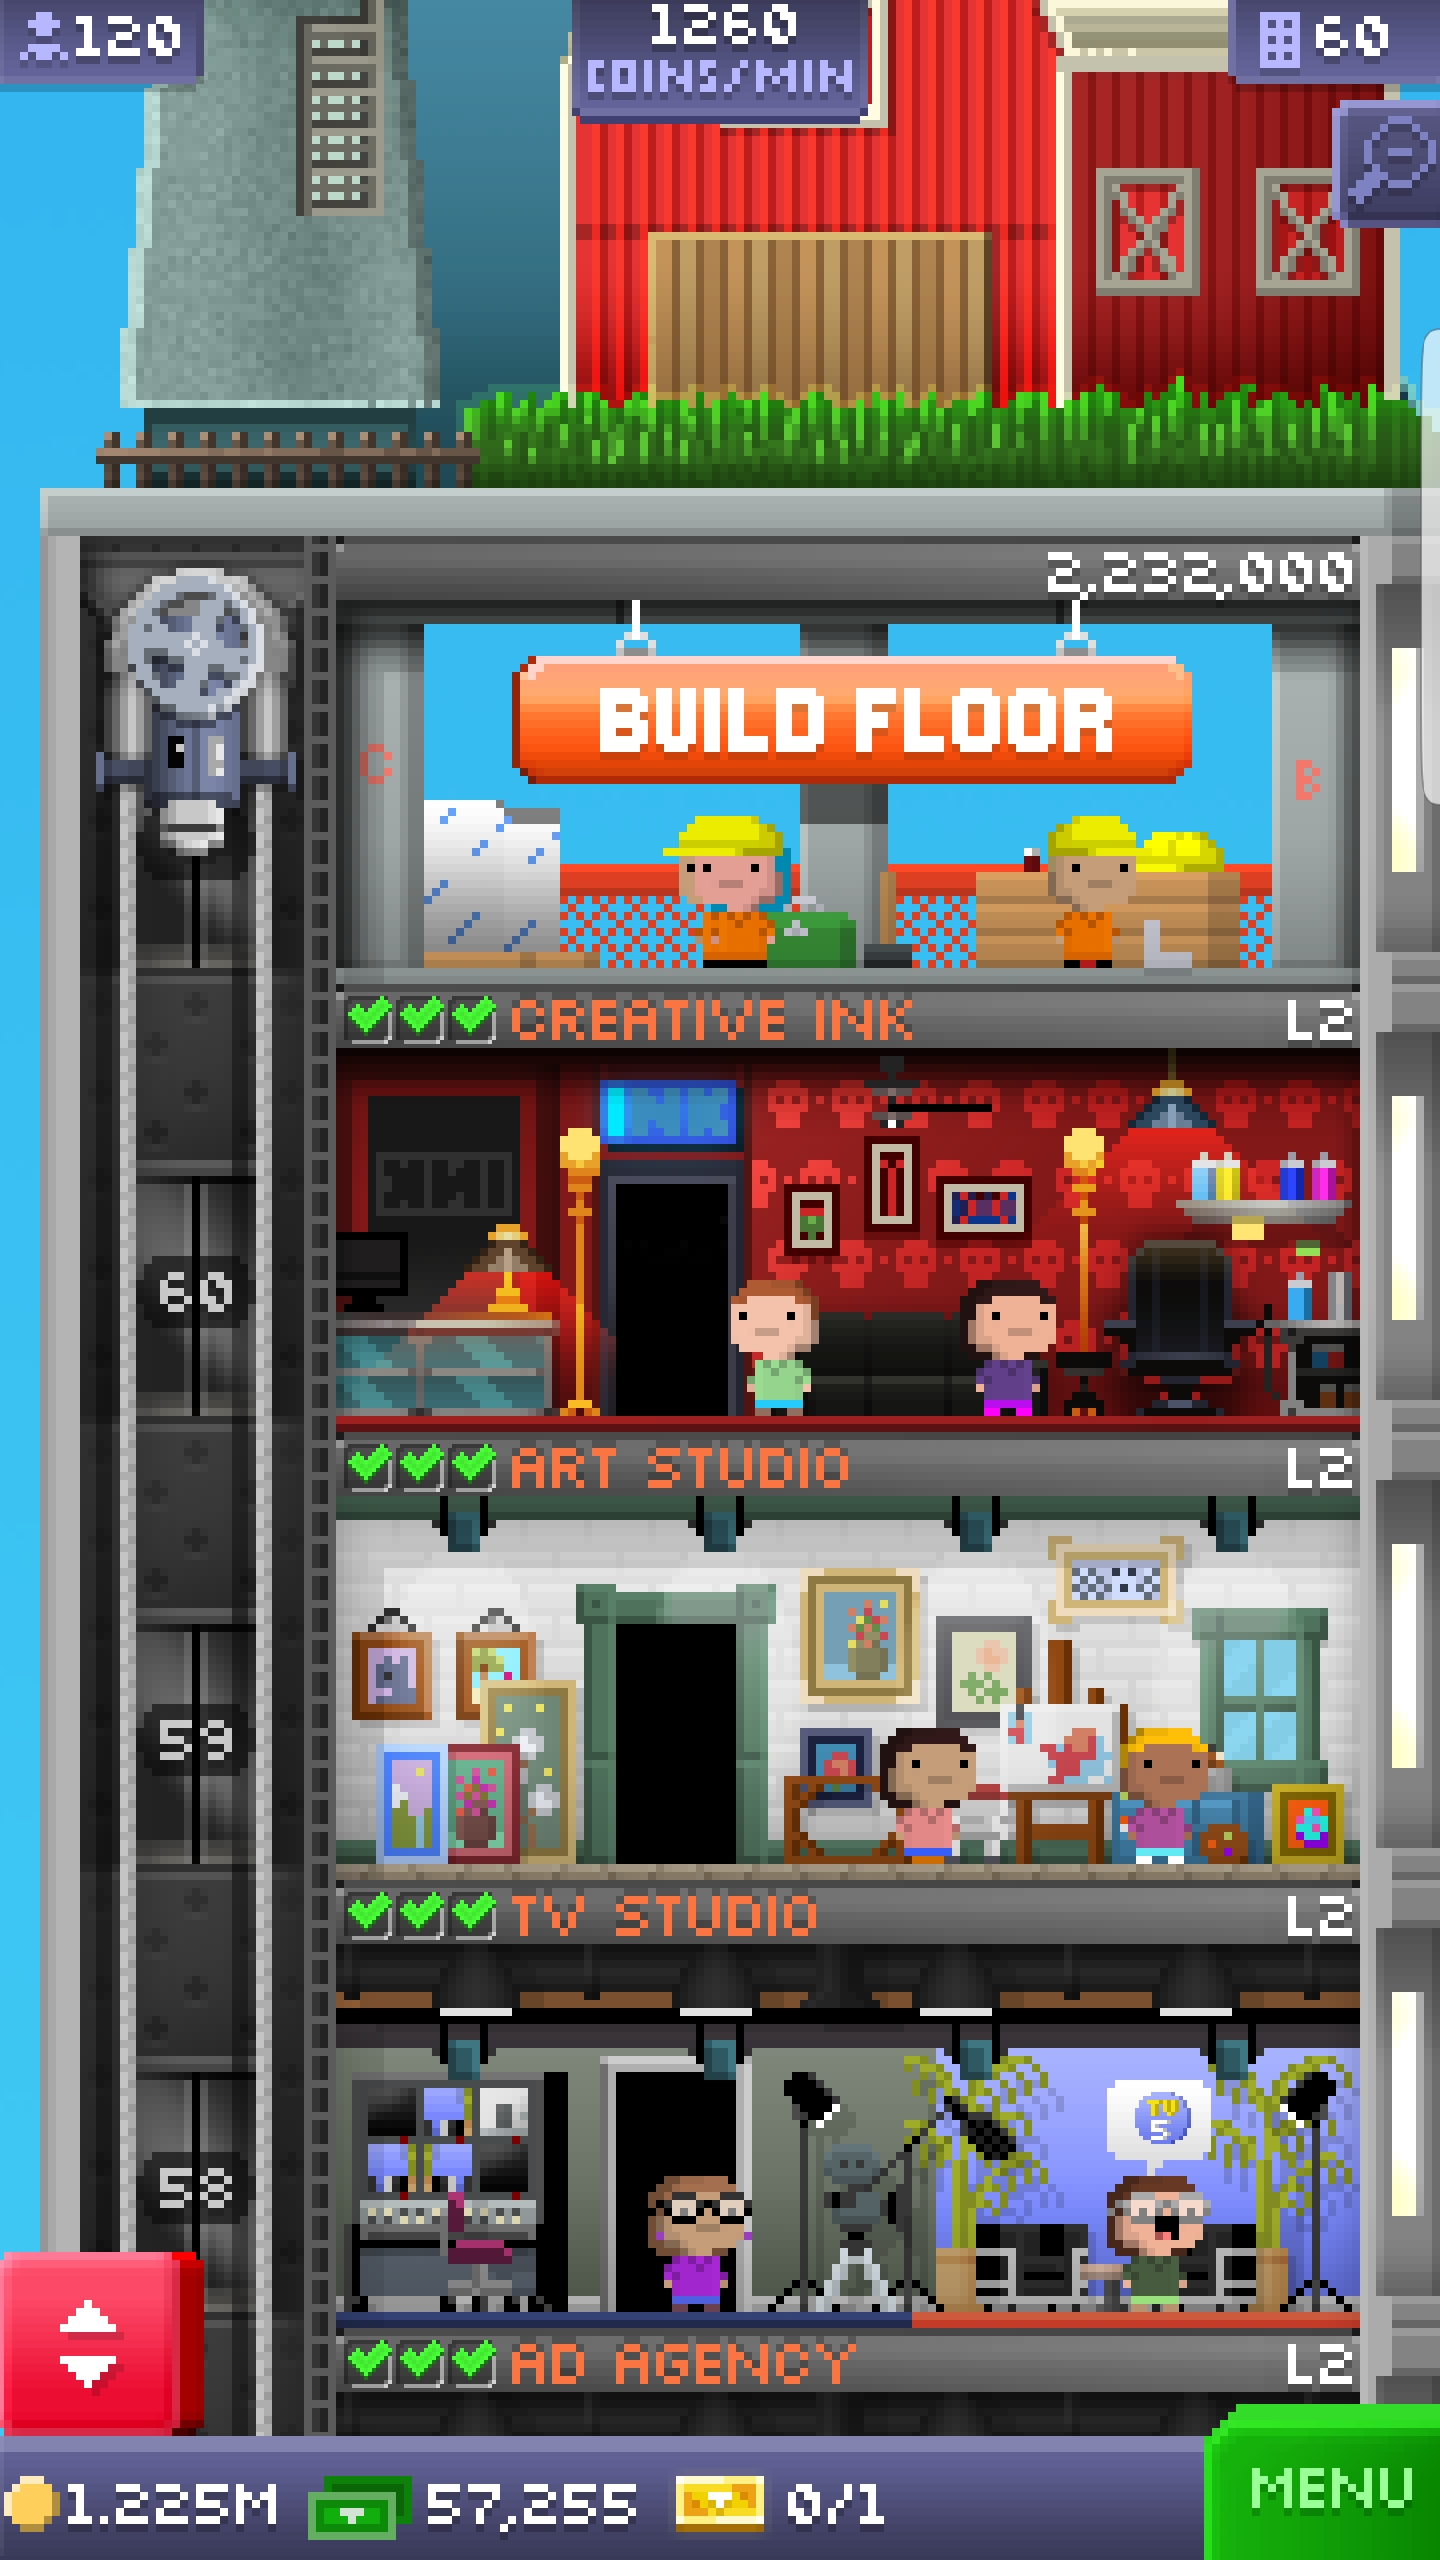 120
1260
COINS/MIN
60
2,232,000
BUILD FLOOR
C
B
CREATIVE INK
L2
INK
60
ART STUDIO
L2
59
TV STUDIO
L2
TV
5
58
AD AGENCY
L2
1.225M
57,255
0/1
MENU